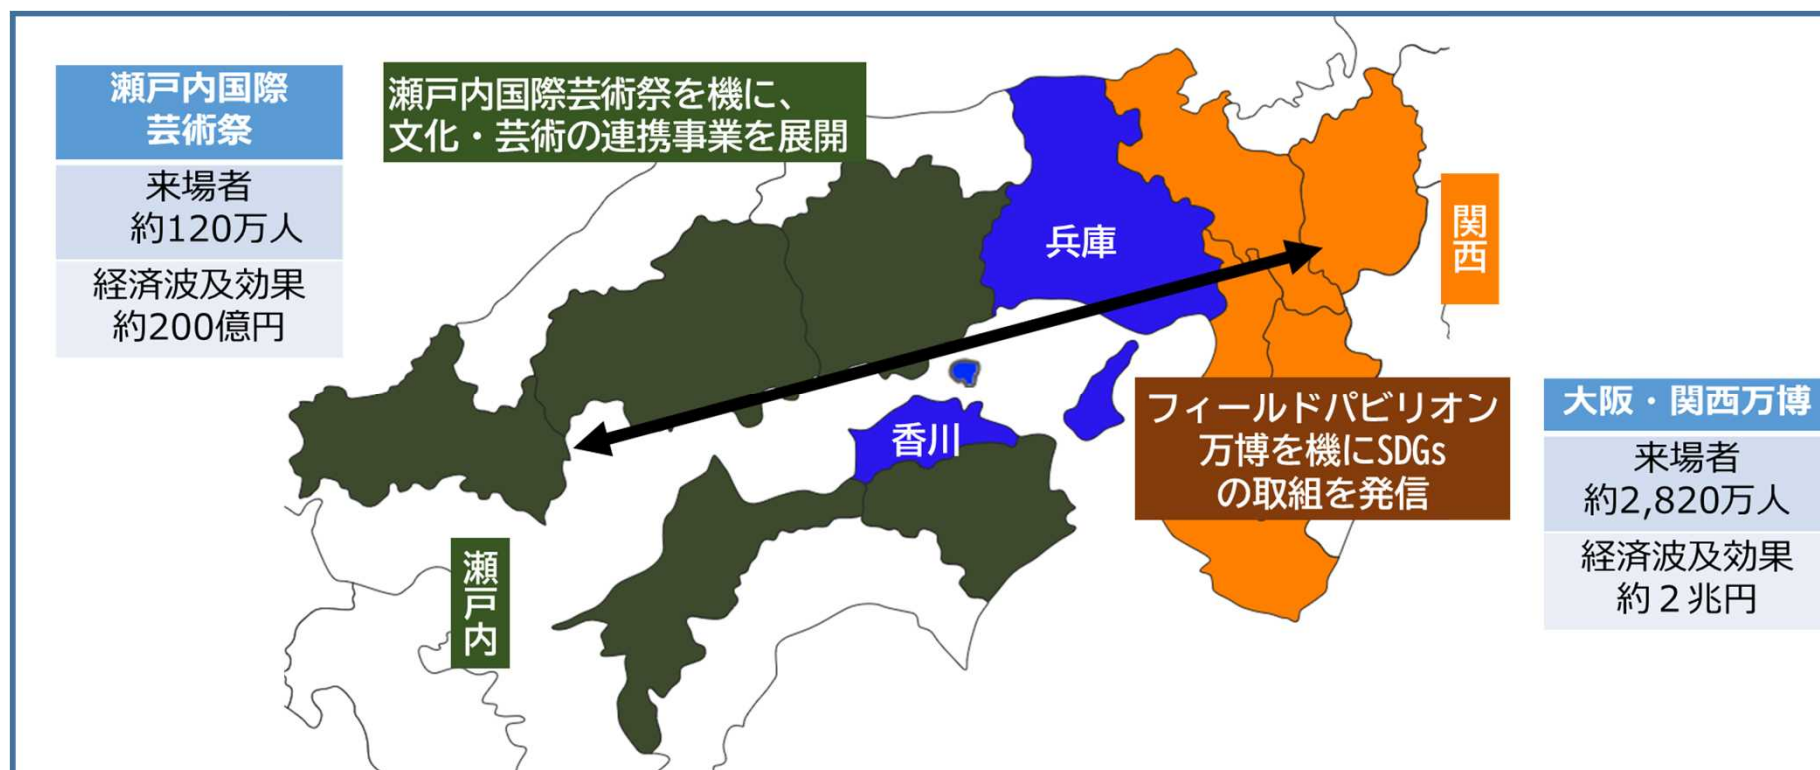 瀬戸内国際
芸術祭
来場者
約120万人
経済波及効果
約200億円
瀬戸内国際芸術祭を機に、
文化・芸術の連携事業を展開
兵庫
関西
香川
瀬戸内
フィールドパビリオン
万博を機にSDGs
の取組を発信
大阪・関西万博
来場者
約2,820万人
経済波及効果
約２兆円